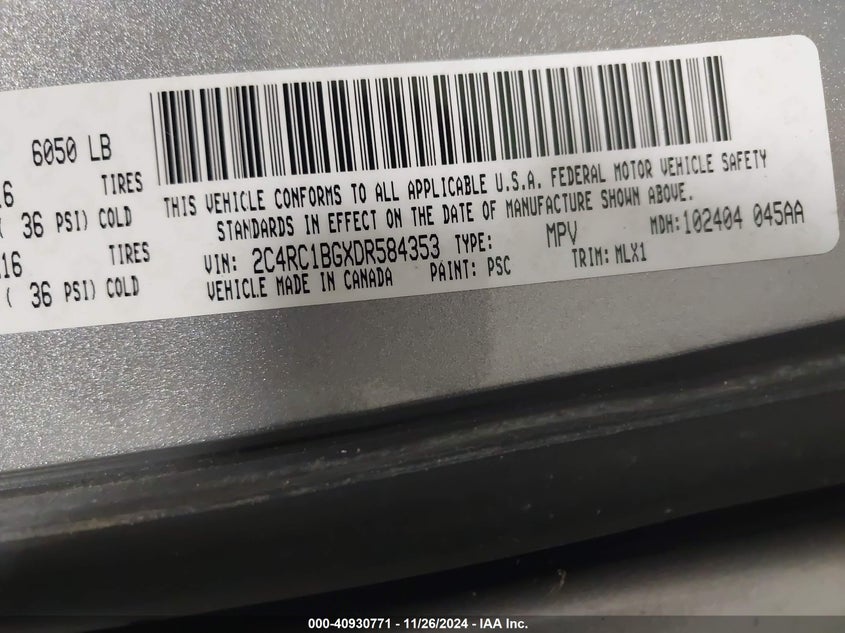 6050 LB
16 TIRES
( 36 PSI) COLD
16 TIRES
( 36 PSI) COLD
THIS VEHICLE CONFORMS TO ALL APPLICABLE U.S.A. FEDERAL MOTOR VEHICLE SAFETY
STANDARDS IN EFFECT ON THE DATE OF MANUFACTURE SHOWN ABOVE.
VIN: 2C4RC1BGXDR584353 TYPE: MPV MDH:102404 045AA
VEHICLE MADE IN CANADA PAINT: PSC TRIM: MLX1
000-40930771 - 11/26/2024 - IAA Inc.